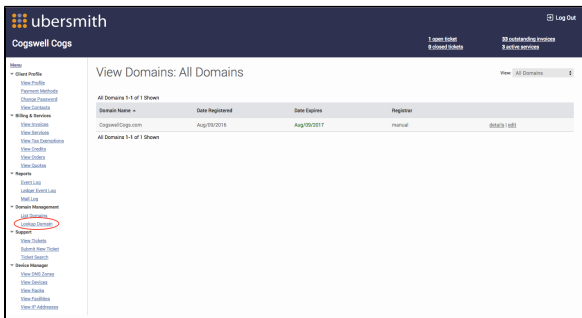 ubersmith
Log Out
Cogswell Cogs
1 open ticket
0 closed tickets
33 outstanding invoices
3 active services
Menu
Client Profile
View Profile
Payment Methods
Change Password
View Contacts
Billing & Services
View Invoices
View Services
View Tax Exemptions
View Credits
View Orders
View Quotes
Reports
Event Log
Ledger Event Log
Mail Log
Domain Management
List Domains
Lookup Domain
Support
View Tickets
Submit New Ticket
Ticket Search
Device Manager
View DNS Zones
View Devices
View Racks
View Facilities
View IP Addresses
View Domains: All Domains
View: All Domains
All Domains 1-1 of 1 Shown
Domain Name Date Registered Date Expires Registrar
CogswellCogs.com Aug/09/2016 Aug/09/2017 manual details | edit
All Domains 1-1 of 1 Shown